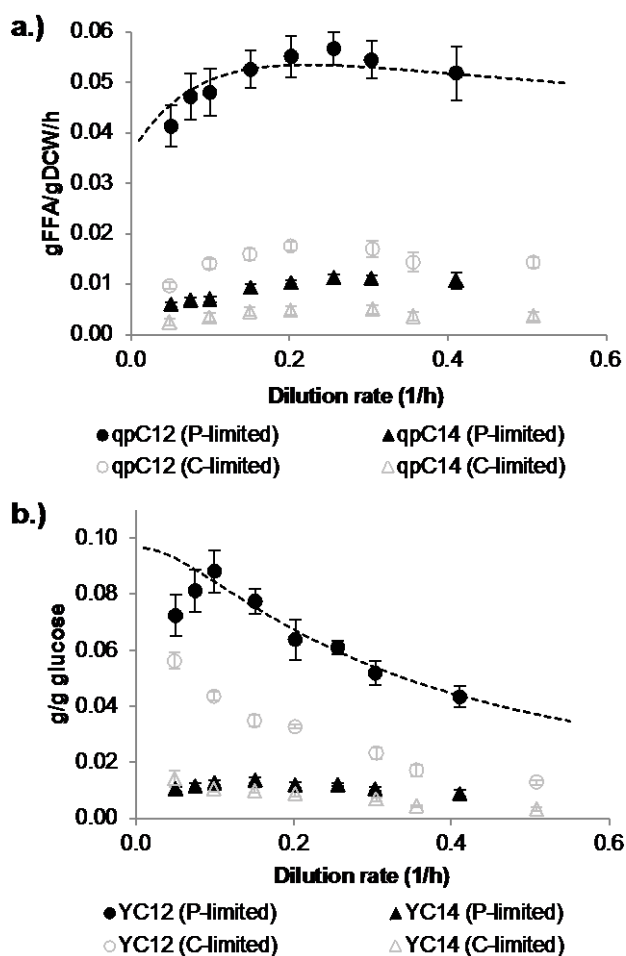 a.)
gFFA/gDCW/h
0.06
0.05
0.04
0.03
0.02
0.01
0.00
0.0 0.2 0.4 0.6
Dilution rate (1/h)
qpC12 (P-limited) qpC14 (P-limited)
qpC12 (C-limited) qpC14 (C-limited)
b.)
g/g glucose
0.10
0.08
0.06
0.04
0.02
0.00
0.0 0.2 0.4 0.6
Dilution rate (1/h)
YC12 (P-limited) YC14 (P-limited)
YC12 (C-limited) YC14 (C-limited)